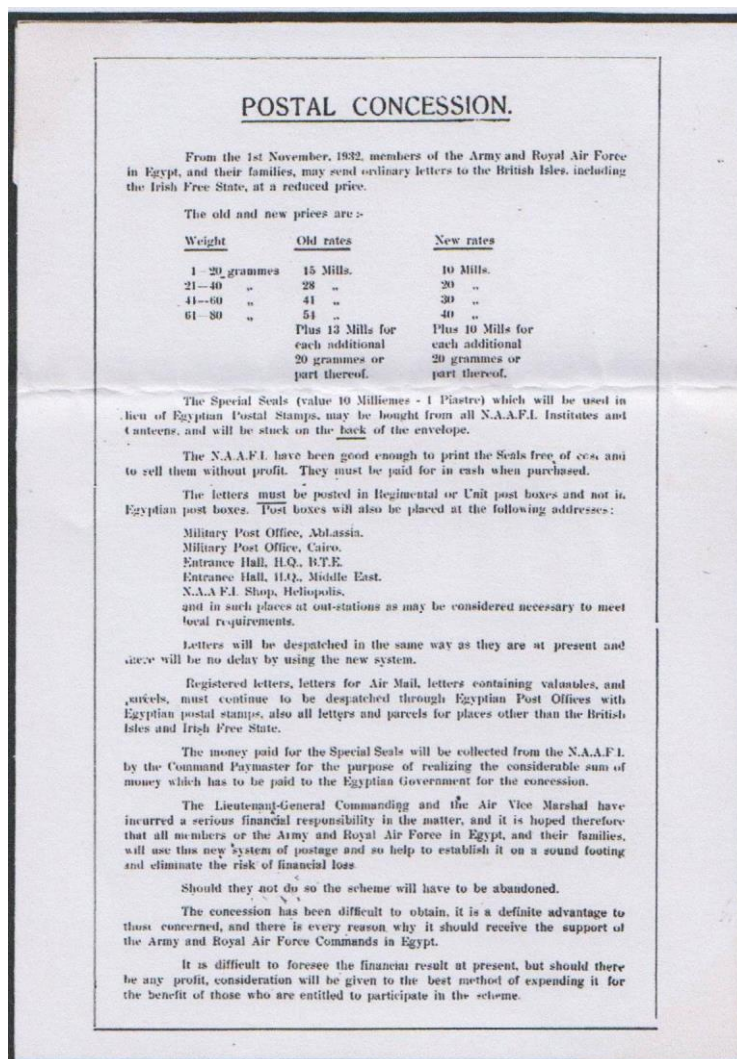 POSTAL CONCESSION.
From the 1st November, 1932, members of the Army and Royal Air Force
in Egypt, and their families, may send ordinary letters to the British Isles, including
the Irish Free State, at a reduced price.
The old and new prices are :-
Weight Old rates New rates
1—20 grammes 15 Mills. 10 Mills.
21—40 „ 28 „ 20 „
41--60 „ 41 „ 30 „
61—80 „ 54 „ 40 „
Plus 13 Mills for Plus 10 Mills for
each additional each additional
20 grammes or 20 grammes or
part thereof. part thereof.
The Special Seals (value 10 Milliemes - 1 Piastre) which will be used in
lieu of Egyptian Postal Stamps, may be bought from all N.A.A.F.I. Institutes and
Canteens, and will be stuck on the back of the envelope.
The N.A.A.F.I. have been good enough to print the Seals free of cost and
to sell them without profit. They must be paid for in cash when purchased.
The letters must be posted in Regimental or Unit post boxes and not in
Egyptian post boxes. Post boxes will also be placed at the following addresses:
Military Post Office, Abbassia.
Military Post Office, Cairo.
Entrance Hall, H.Q., B.T.E.
Entrance Hall, H.Q., Middle East.
N.A.A F.I. Shop, Heliopolis.
and in such places at out-stations as may be considered necessary to meet
local requirements.
Letters will be despatched in the same way as they are at present and
there will be no delay by using the new system.
Registered letters, letters for Air Mail, letters containing valuables, and
parcels, must continue to be despatched through Egyptian Post Offices with
Egyptian postal stamps, also all letters and parcels for places other than the British
Isles and Irish Free State.
The money paid for the Special Seals will be collected from the N.A.A.F I.
by the Command Paymaster for the purpose of realizing the considerable sum of
money which has to be paid to the Egyptian Government for the concession.
The Lieutenant-General Commanding and the Air Vice Marshal have
incurred a serious financial responsibility in the matter, and it is hoped therefore
that all members or the Army and Royal Air Force in Egypt, and their families,
will use this new system of postage and so help to establish it on a sound footing
and eliminate the risk of financial loss
Should they not do so the scheme will have to be abandoned.
The concession has been difficult to obtain, it is a definite advantage to
those concerned, and there is every reason why it should receive the support of
the Army and Royal Air Force Commands in Egypt.
It is difficult to foresee the financial result at present, but should there
be any profit, consideration will be given to the best method of expending it for
the benefit of those who are entitled to participate in the scheme.